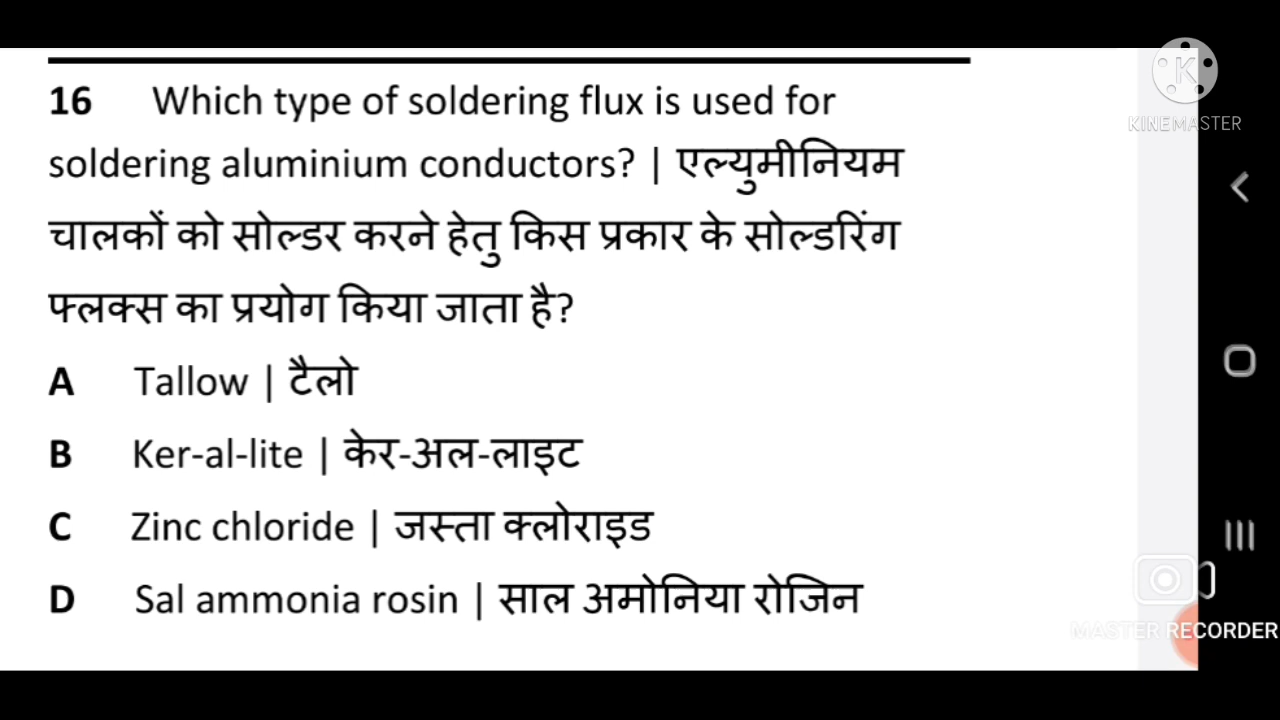 16 Which type of soldering flux is used for
soldering aluminium conductors? | एल्युमीनियम
चालकों को सोल्डर करने हेतु किस प्रकार के सोल्डरिंग
फ्लक्स का प्रयोग किया जाता है?
A Tallow | टैलो
B Ker-al-lite | केर-अल-लाइट
C Zinc chloride | जस्ता क्लोराइड
D Sal ammonia rosin | साल अमोनिया रोजिन
K
KINEMASTER
MASTER RECORDER